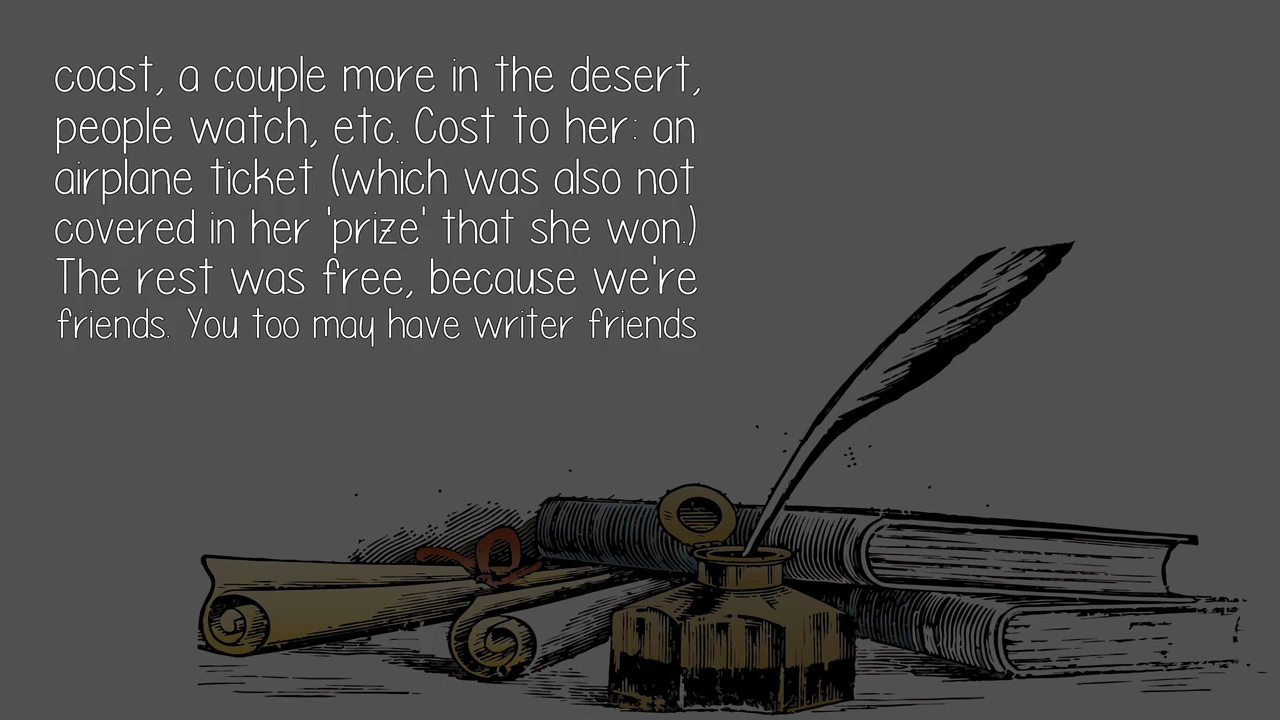 coast, a couple more in the desert,
people watch, etc. Cost to her: an
airplane ticket (which was also not
covered in her 'prize' that she won.)
The rest was free, because we're
friends. You too may have writer friends